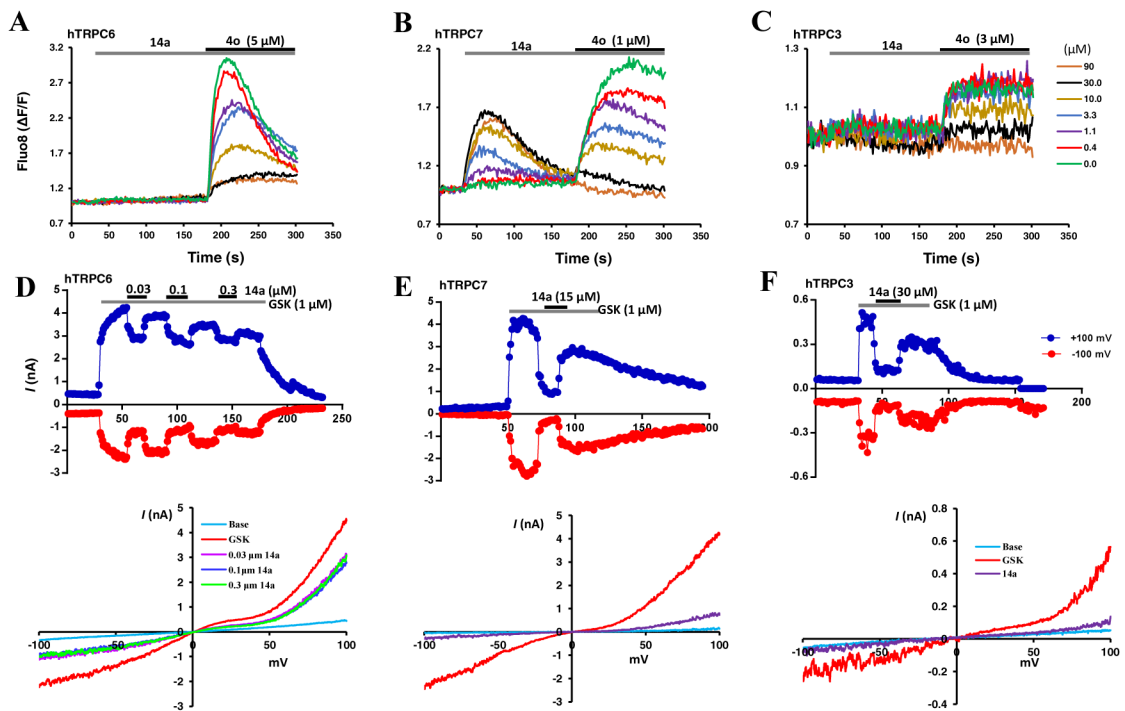 A
hTRPC6
14a
4o (5 µM)
Fluo8 (ΔF/F)
3.2
2.7
2.2
1.7
1.2
0.7
0 50 100 150 200 250 300 350
Time (s)
B
hTRPC7
14a
4o (1 µM)
2.2
1.7
1.2
0.7
0 50 100 150 200 250 300 350
Time (s)
C
hTRPC3
14a
4o (3 µM)
1.3
1.1
0.9
0.7
0 50 100 150 200 250 300 350
Time (s)
(µM)
90
30.0
10.0
3.3
1.1
0.4
0.0
D
hTRPC6
0.03 0.1 0.3 14a (µM)
GSK (1 µM)
I (nA)
5
4
3
2
1
0
-1
-2
-3
50 100 150 200 250
E
hTRPC7
14a (15 µM)
GSK (1 µM)
5
4
3
2
1
0
-1
-2
-3
0 50 100 150 200
F
hTRPC3
14a (30 µM)
GSK (1 µM)
0.6
0.3
0.0
-0.3
-0.6
0 50 100 200
+100 mV
-100 mV
I (nA)
5
4
3
2
1
0
-1
-2
-3
-100 -50 0 50 100
mV
Base
GSK
0.03 µm 14a
0.1µm 14a
0.3 µm 14a
I (nA)
5
4
3
2
1
0
-1
-2
-3
-100 -50 0 50 100
mV
I (nA)
0.8
0.6
0.4
0.2
0
-0.2
-0.4
-100 -50 0 50 100
mV
Base
GSK
14a